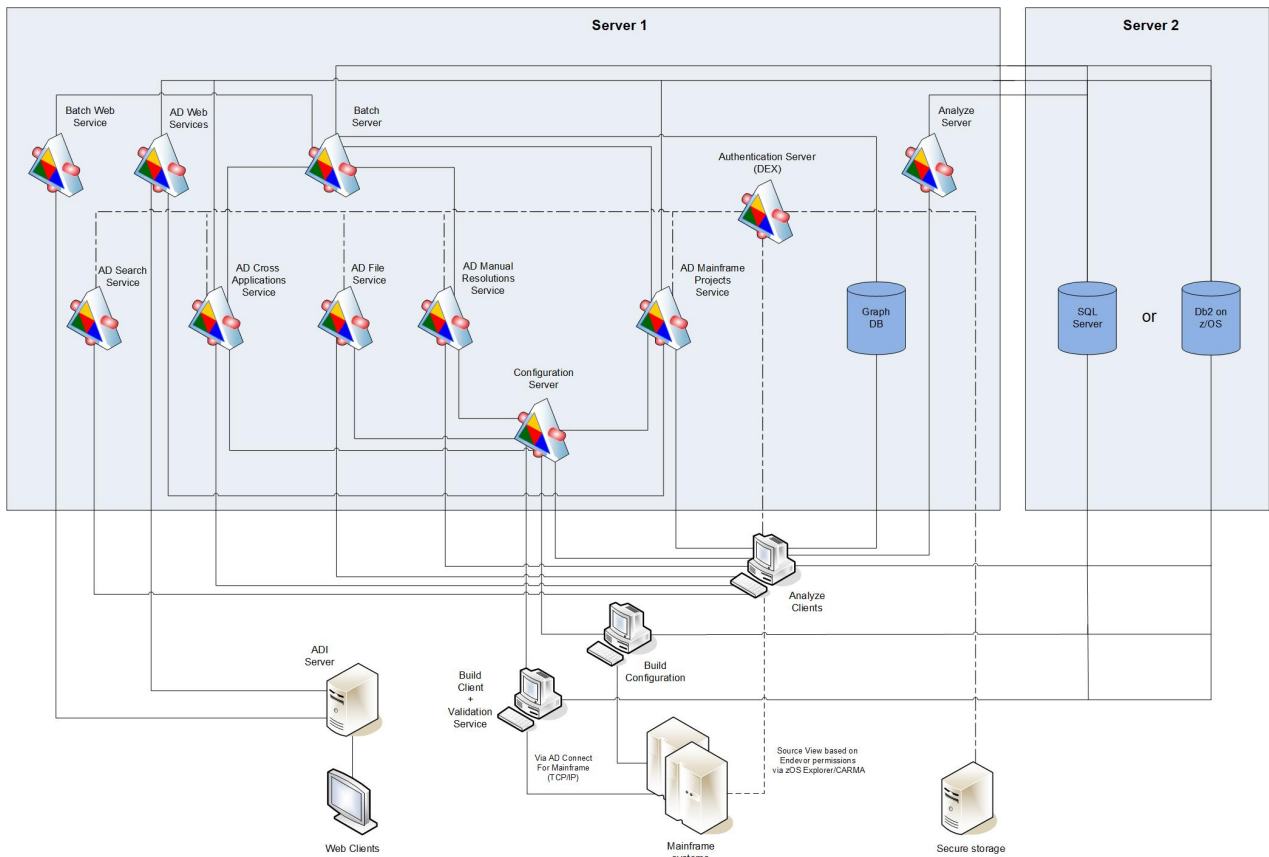 Server 1
Server 2
Batch Web
Service
AD Web
Services
Batch
Server
Analyze
Server
Authentication Server
(DEX)
AD Search
Service
AD Cross
Applications
Service
AD File
Service
AD Manual
Resolutions
Service
AD Mainframe
Projects
Service
Graph
DB
SQL
Server
or
Db2 on
z/OS
Configuration
Server
Analyze
Clients
ADI
Server
Build
Configuration
Build
Client
+
Validation
Service
Via AD Connect
For Mainframe
(TCP/IP)
Source View based on
Endevor permissions
via zOS Explorer/CARMA
Web Clients
Mainframe
systems
Secure storage